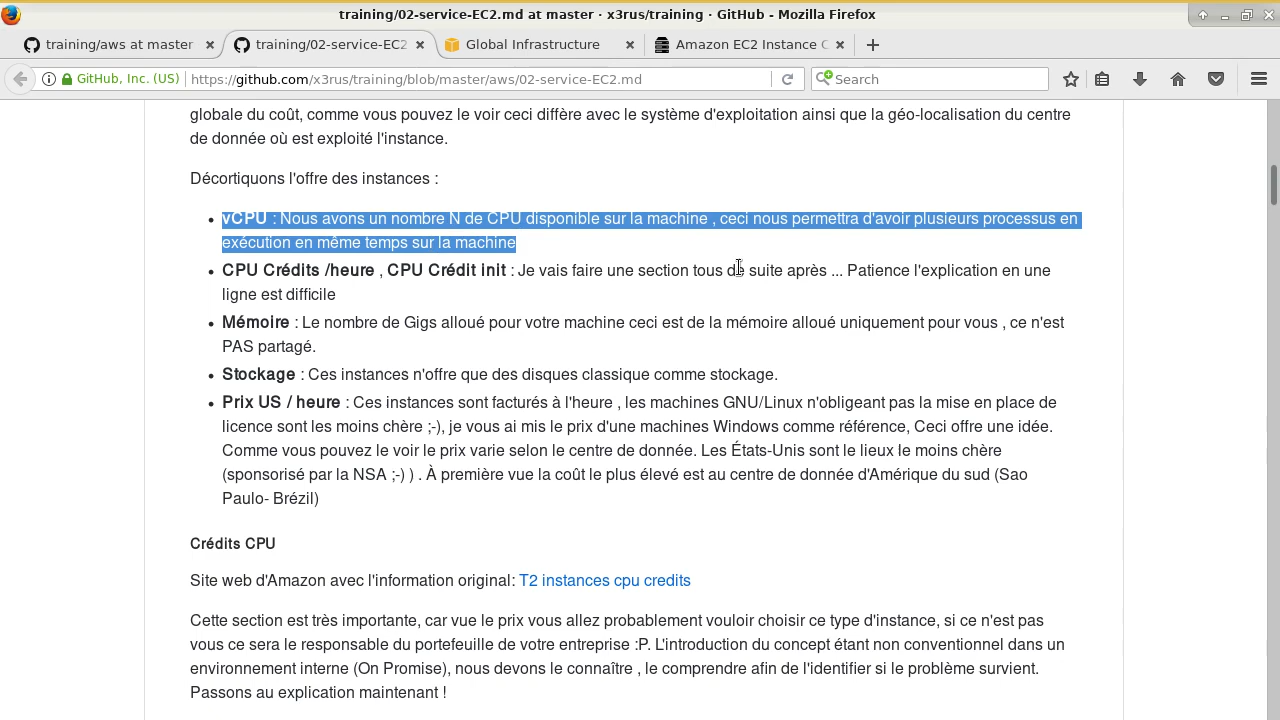 training/02-service-EC2.md at master · x3rus/training · GitHub - Mozilla Firefox
training/aws at master
training/02-service-EC2
Global Infrastructure
Amazon EC2 Instance C
GitHub, Inc. (US)
https://github.com/x3rus/training/blob/master/aws/02-service-EC2.md
Search
globale du coût, comme vous pouvez le voir ceci diffère avec le système d'exploitation ainsi que la géo-localisation du centre
de donnée où est exploité l'instance.
Décortiquons l'offre des instances :
• vCPU : Nous avons un nombre N de CPU disponible sur la machine , ceci nous permettra d'avoir plusieurs processus en
exécution en même temps sur la machine
• CPU Crédits /heure , CPU Crédit init : Je vais faire une section tous de suite après ... Patience l'explication en une
ligne est difficile
• Mémoire : Le nombre de Gigs alloué pour votre machine ceci est de la mémoire alloué uniquement pour vous , ce n'est
PAS partagé.
• Stockage : Ces instances n'offre que des disques classique comme stockage.
• Prix US / heure : Ces instances sont facturés à l'heure , les machines GNU/Linux n'obligeant pas la mise en place de
licence sont les moins chère ;-), je vous ai mis le prix d'une machines Windows comme référence, Ceci offre une idée.
Comme vous pouvez le voir le prix varie selon le centre de donnée. Les États-Unis sont le lieux le moins chère
(sponsorisé par la NSA ;-) ) . À première vue la coût le plus élevé est au centre de donnée d'Amérique du sud (Sao
Paulo- Brézil)
Crédits CPU
Site web d'Amazon avec l'information original: T2 instances cpu credits
Cette section est très importante, car vue le prix vous allez probablement vouloir choisir ce type d'instance, si ce n'est pas
vous ce sera le responsable du portefeuille de votre entreprise :P. L'introduction du concept étant non conventionnel dans un
environnement interne (On Promise), nous devons le connaître , le comprendre afin de l'identifier si le problème survient.
Passons au explication maintenant !